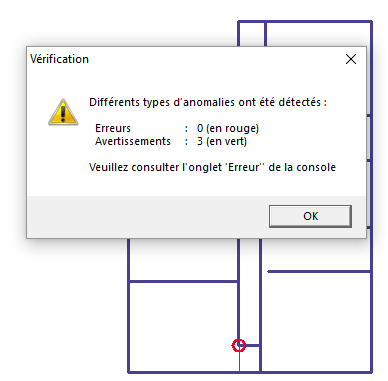 Vérification
Différents types d'anomalies ont été détectés :
Erreurs : 0 (en rouge)
Avertissements : 3 (en vert)
Veuillez consulter l'onglet 'Erreur'' de la console
OK